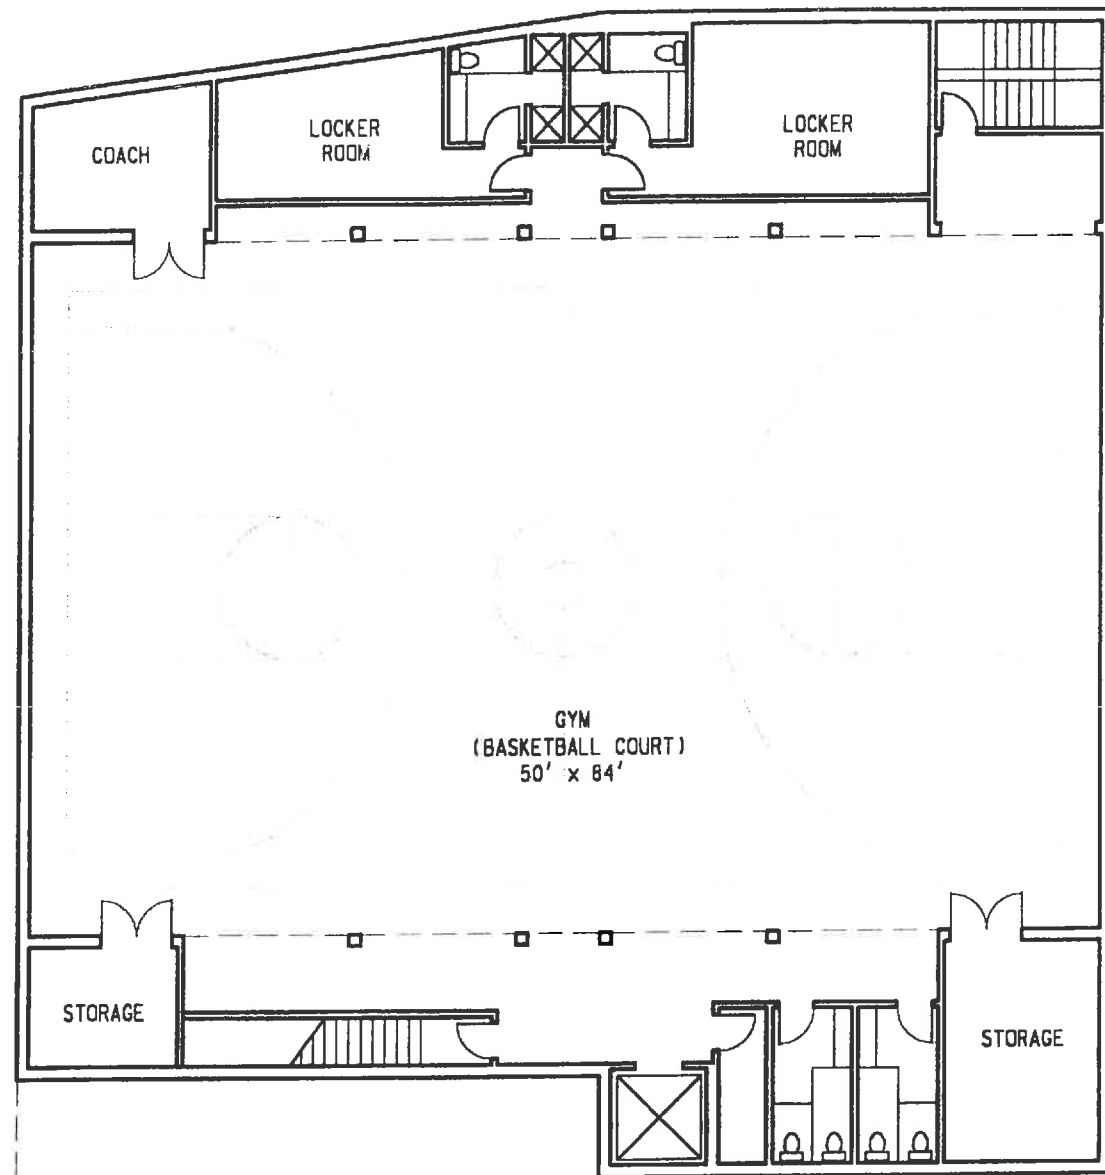 COACH
LOCKER
ROOM
LOCKER
ROOM
GYM
(BASKETBALL COURT)
50' x 84'
STORAGE
STORAGE